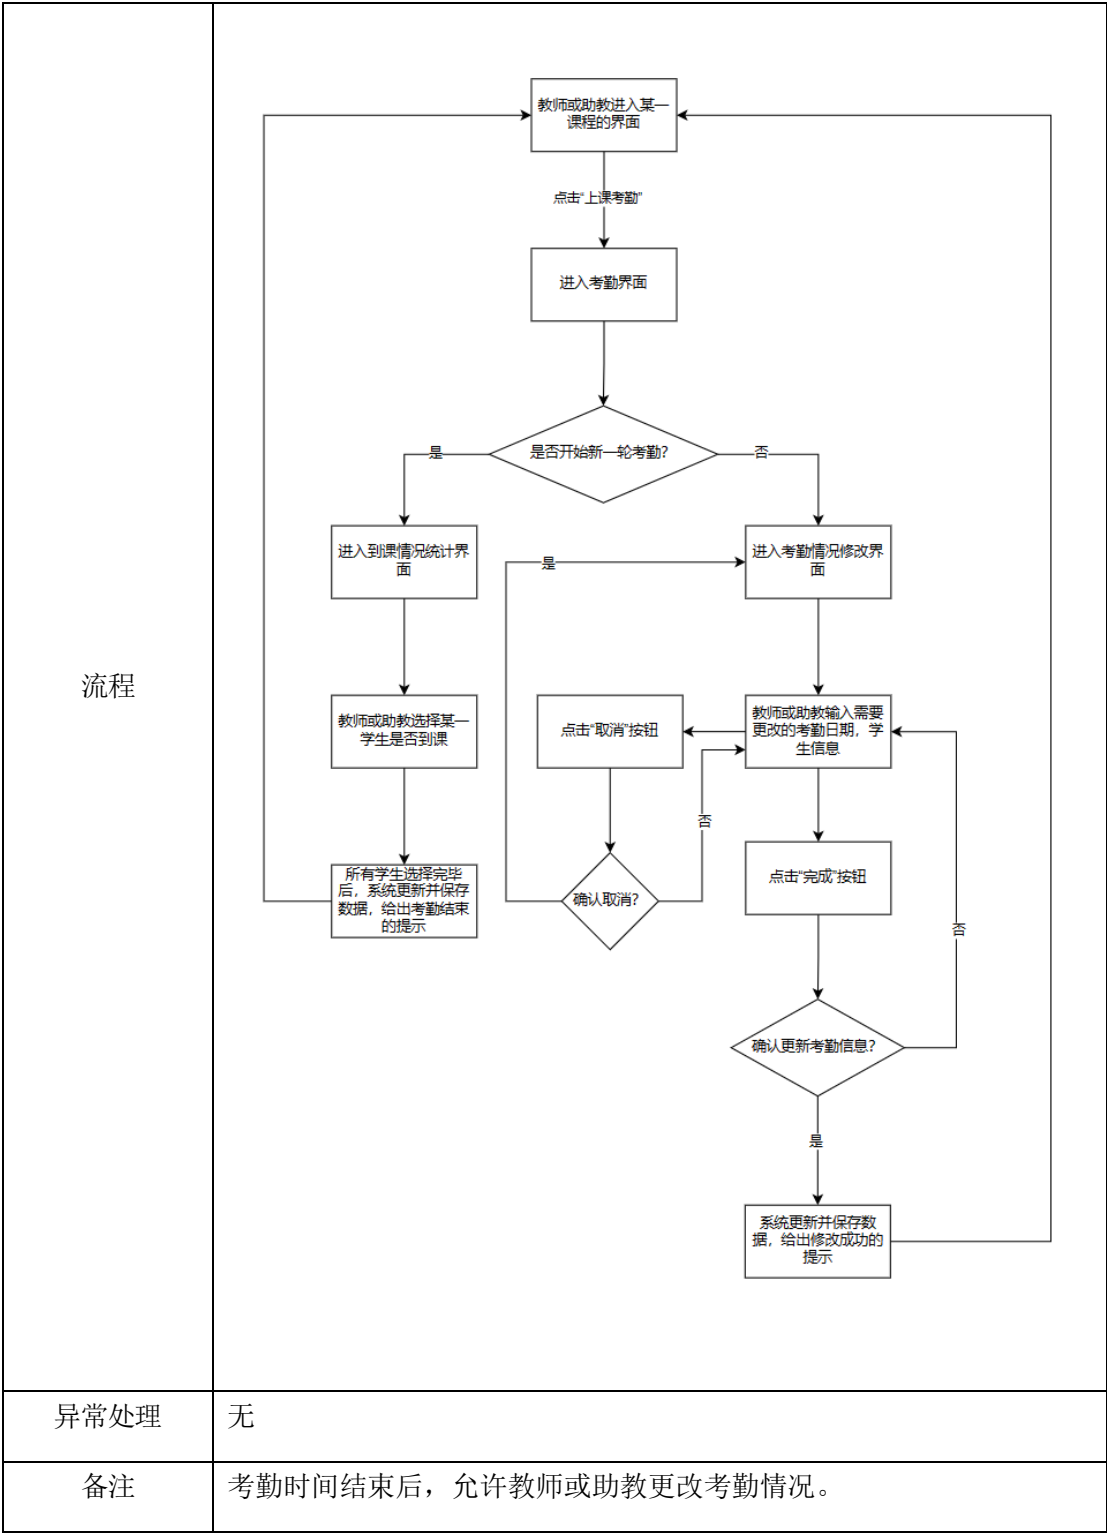 教师或助教进入某一
课程的界面
点击“上课考勤”
进入考勤界面
是否开始新一轮考勤？
是
否
进入到课情况统计界
面
进入考勤情况修改界
面
是
流程
教师或助教选择某一
学生是否到课
点击“取消”按钮
教师或助教输入需要
更改的考勤日期，学
生信息
否
所有学生选择完毕
后，系统更新并保存
数据，给出考勤结束
的提示
确认取消？
点击“完成”按钮
否
确认更新考勤信息？
是
系统更新并保存数
据，给出修改成功的
提示
异常处理
无
备注
考勤时间结束后，允许教师或助教更改考勤情况。